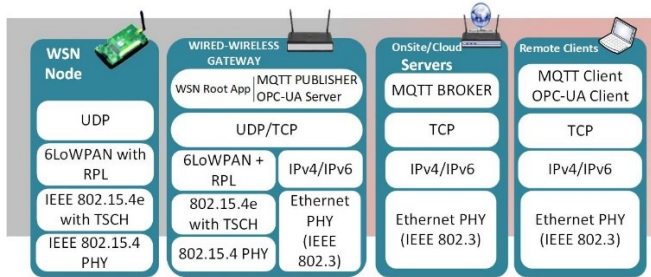 WSN
Node
UDP
6LoWPAN with
RPL
IEEE 802.15.4e
with TSCH
IEEE 802.15.4
PHY
WIRED-WIRELESS
GATEWAY
WSN Root App
MQTT PUBLISHER
OPC-UA Server
UDP/TCP
6LoWPAN +
RPL
802.15.4e
with TSCH
802.15.4 PHY
IPv4/IPv6
Ethernet
PHY
(IEEE
802.3)
OnSite/Cloud
Servers
MQTT BROKER
TCP
IPv4/IPv6
Ethernet PHY
(IEEE 802.3)
Remote Clients
MQTT Client
OPC-UA Client
TCP
IPv4/IPv6
Ethernet PHY
(IEEE 802.3)